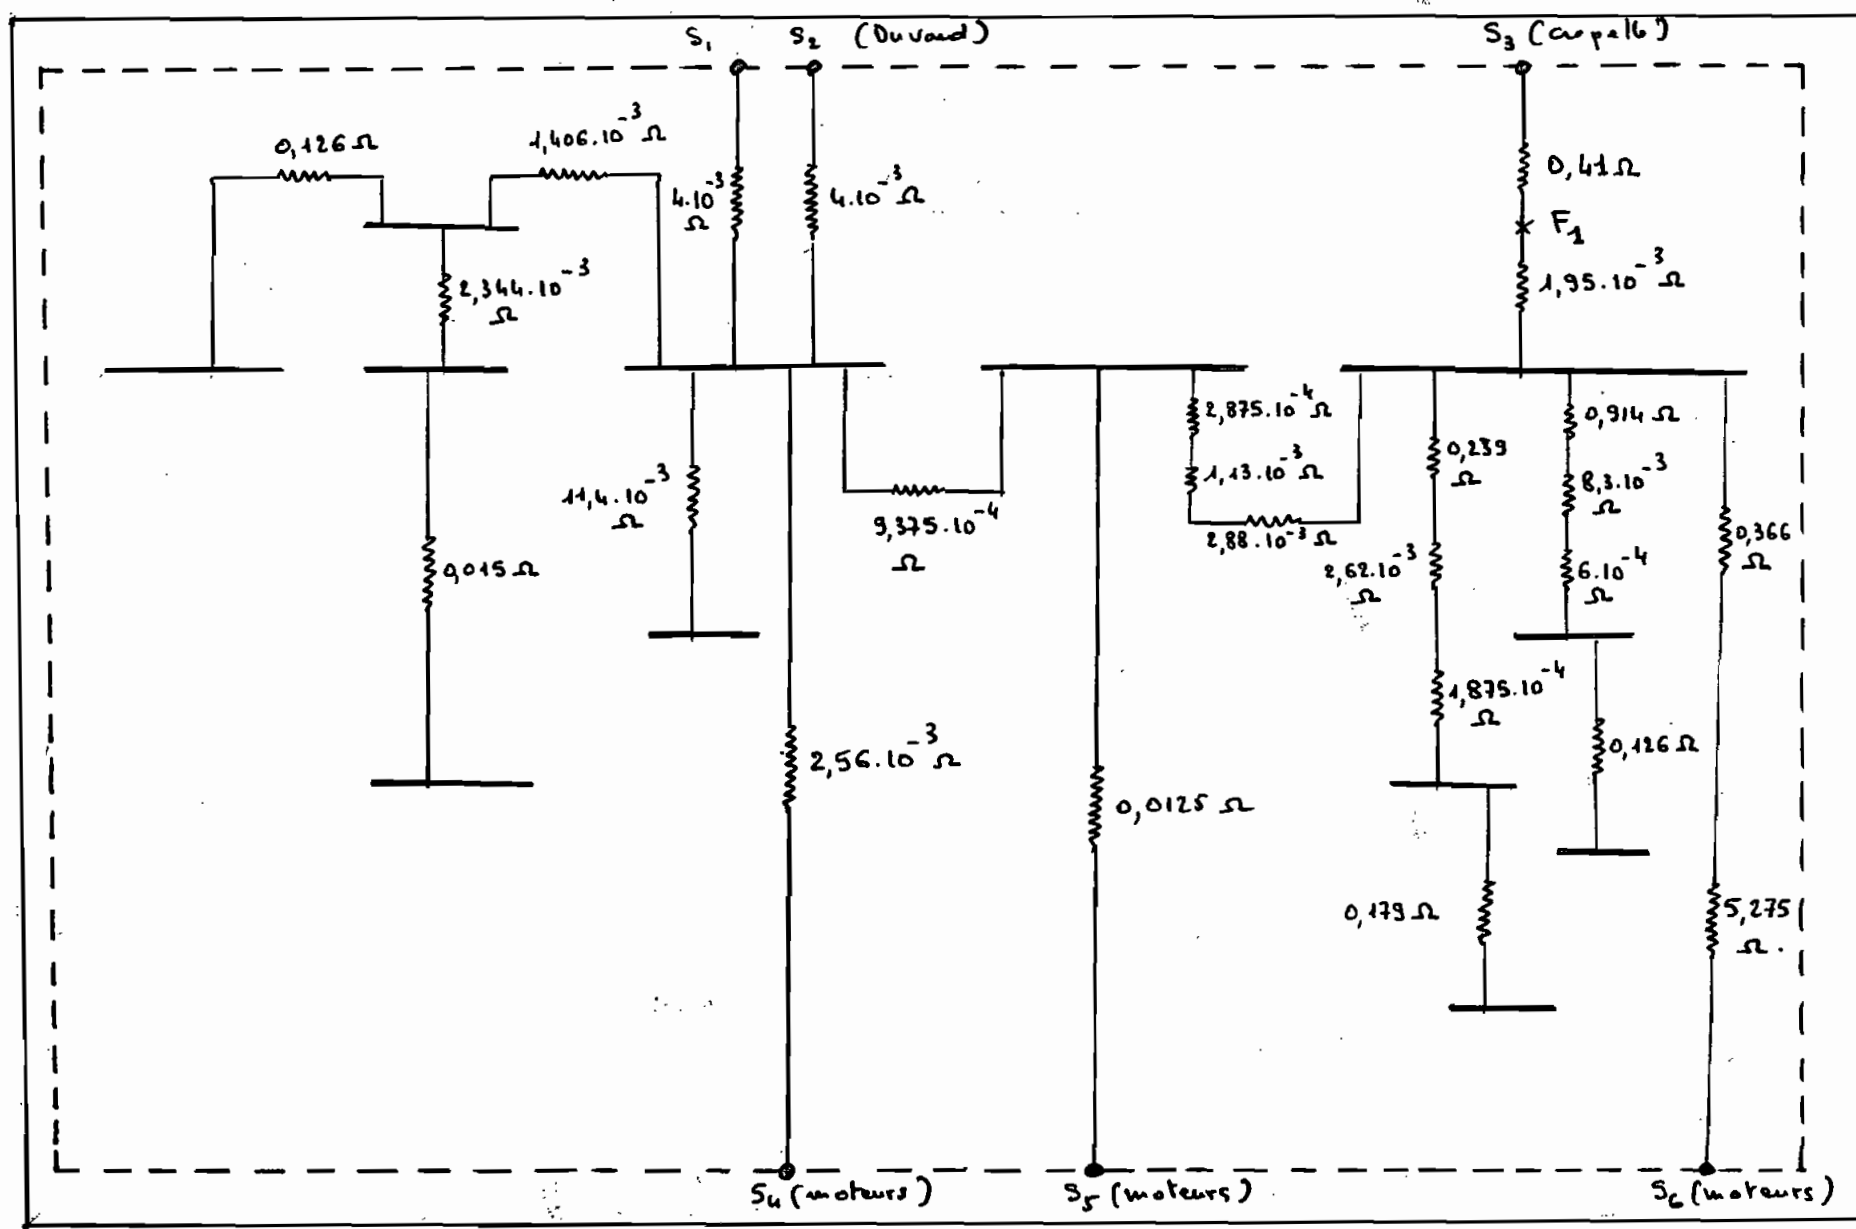 S₁ S₂ (Duvand) S₃ (Crepelle)
0,126 Ω
1,406.10⁻³ Ω
4.10⁻³
Ω
4.10⁻³ Ω
0,41 Ω
F₁
1,95.10⁻³ Ω
2,344.10⁻³
Ω
2,875.10⁻⁴ Ω
0,914 Ω
0,239
Ω
1,13.10⁻³ Ω
8,3.10⁻³
Ω
11,4.10⁻³
Ω
9,375.10⁻⁴
Ω
2,88.10⁻³ Ω
0,366
Ω
0,015 Ω
2,62.10⁻³
Ω
6.10⁻⁴
Ω
1,875.10⁻⁴
Ω
2,56.10⁻³ Ω
0,126 Ω
0,0125 Ω
0,179 Ω
5,275
Ω.
S₄ (moteurs) S₅ (moteurs) S₆ (moteurs)